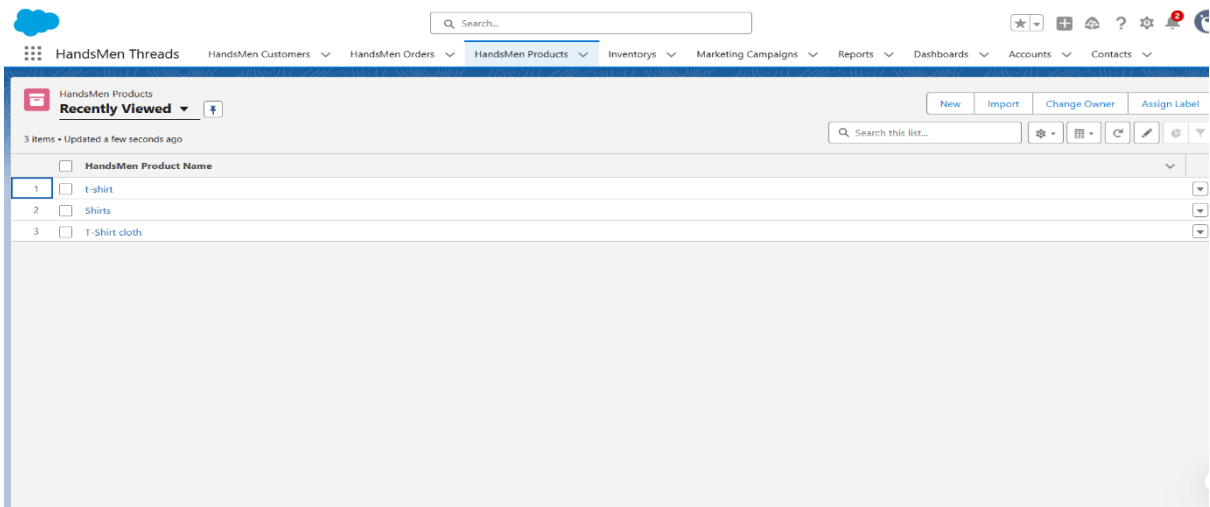 Search...
2
HandsMen Threads HandsMen Customers HandsMen Orders HandsMen Products Inventorys Marketing Campaigns Reports Dashboards Accounts Contacts
HandsMen Products
Recently Viewed
New Import Change Owner Assign Label
3 items • Updated a few seconds ago
Search this list...
HandsMen Product Name
1 t-shirt
2 Shirts
3 T-Shirt cloth